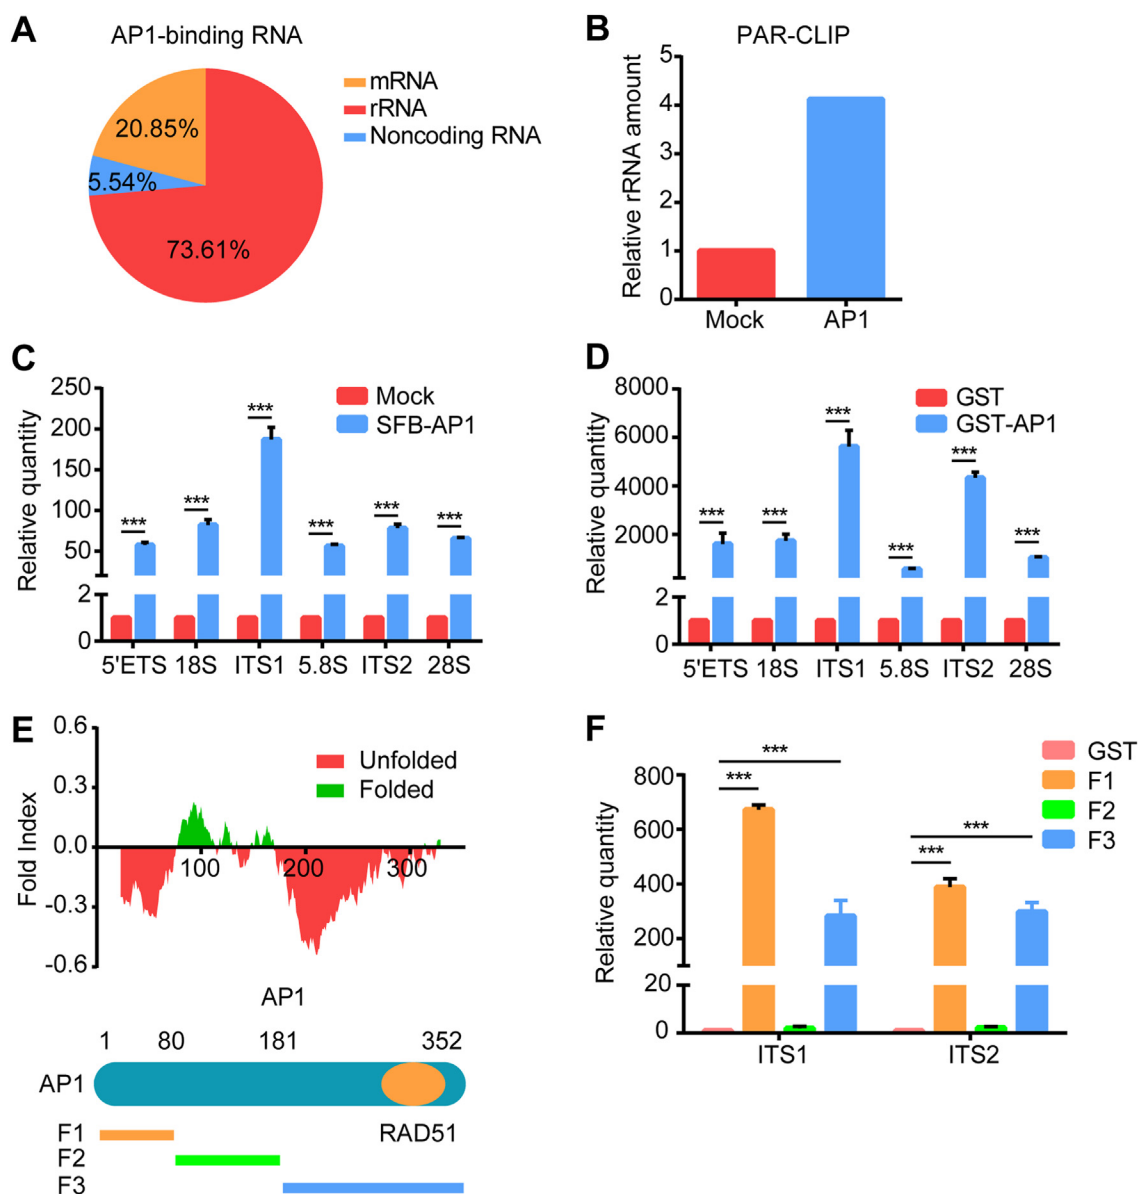 A
AP1-binding RNA
mRNA
rRNA
Noncoding RNA
20.85%
5.54%
73.61%
B
PAR-CLIP
Relative rRNA amount
5
4
3
2
1
0
Mock AP1
C
Relative quantity
250
200
150
100
50
2
0
Mock
SFB-AP1
*** *** *** *** *** ***
5'ETS 18S ITS1 5.8S ITS2 28S
D
Relative quantity
8000
6000
4000
2000
2
0
GST
GST-AP1
*** *** *** *** *** ***
5'ETS 18S ITS1 5.8S ITS2 28S
E
Fold Index
0.6
0.3
0.0
-0.3
-0.6
Unfolded
Folded
100 200 300
AP1
1 80 181 352
AP1
RAD51
F1
F2
F3
F
Relative quantity
800
600
400
200
20
0
GST
F1
F2
F3
*** ***
*** ***
ITS1 ITS2